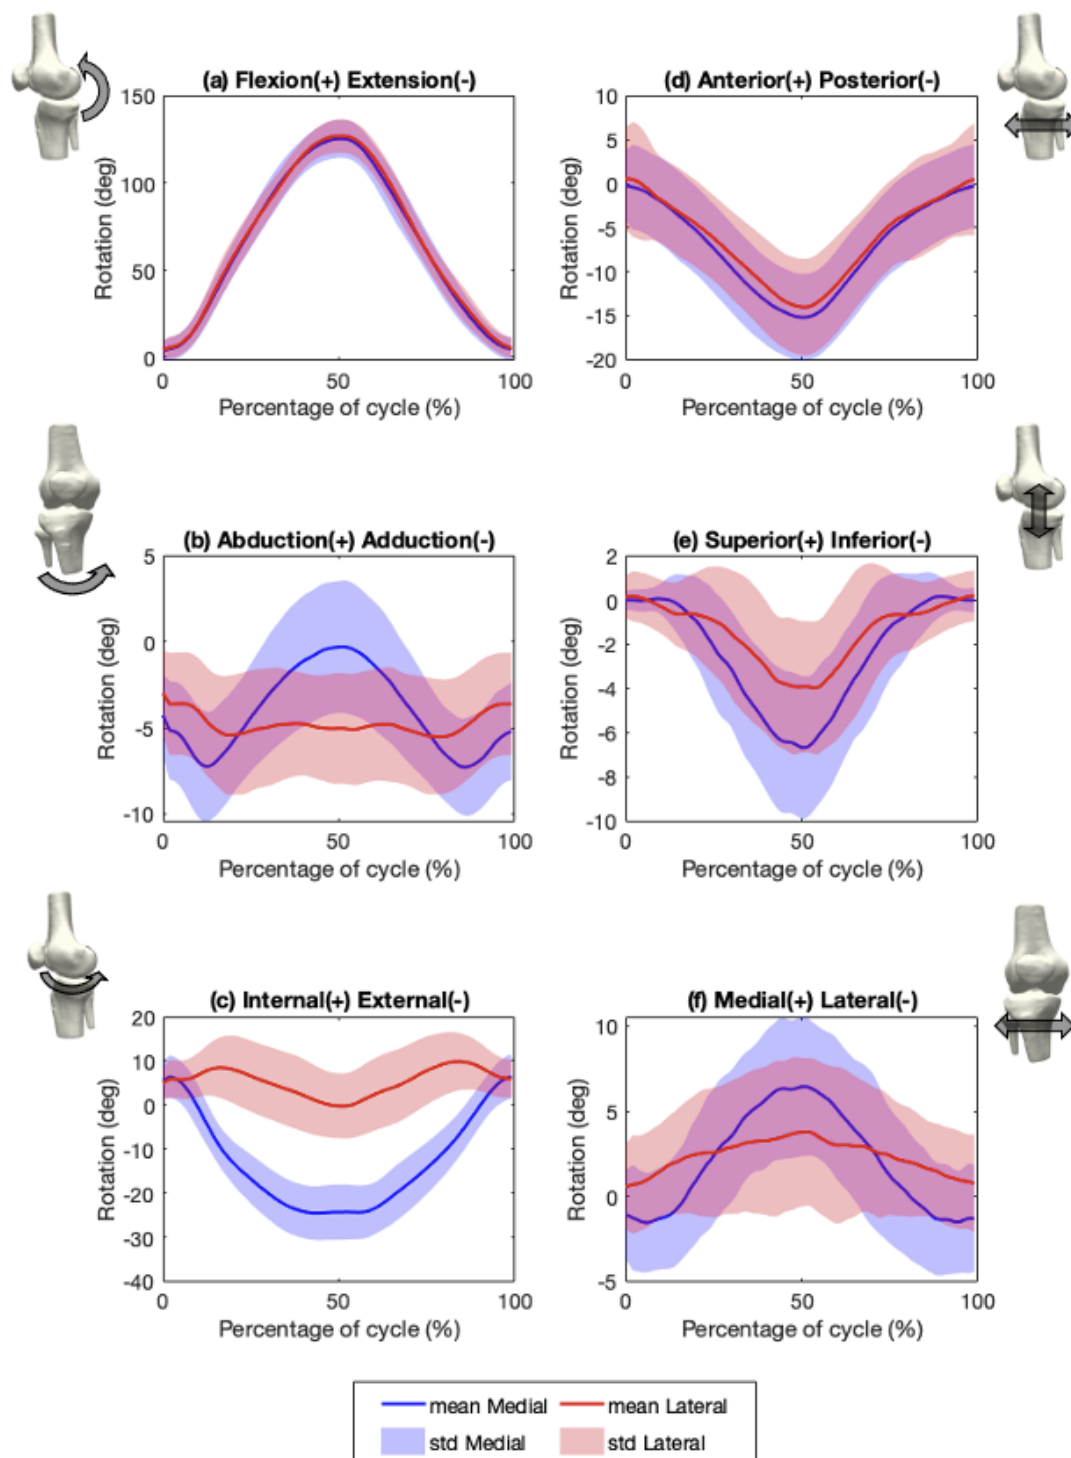 (a) Flexion(+) Extension(-)
150
100
50
0
Rotation (deg)
0 50 100
Percentage of cycle (%)
(d) Anterior(+) Posterior(-)
10
5
0
-5
-10
-15
-20
Rotation (deg)
0 50 100
Percentage of cycle (%)
(b) Abduction(+) Adduction(-)
5
0
-5
-10
Rotation (deg)
0 50 100
Percentage of cycle (%)
(e) Superior(+) Inferior(-)
2
0
-2
-4
-6
-8
-10
Rotation (deg)
0 50 100
Percentage of cycle (%)
(c) Internal(+) External(-)
20
10
0
-10
-20
-30
-40
Rotation (deg)
0 50 100
Percentage of cycle (%)
(f) Medial(+) Lateral(-)
10
5
0
-5
Rotation (deg)
0 50 100
Percentage of cycle (%)
mean Medial mean Lateral
std Medial std Lateral